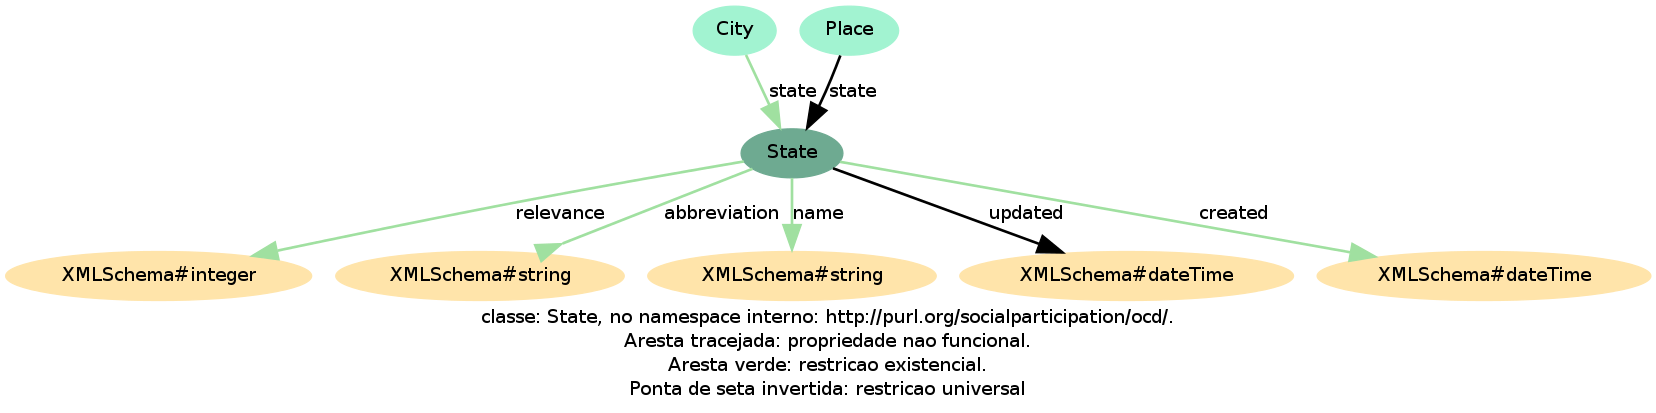 City
Place
state
state
State
relevance
abbreviation
name
updated
created
XMLSchema#integer
XMLSchema#string
XMLSchema#string
XMLSchema#dateTime
XMLSchema#dateTime
classe: State, no namespace interno: http://purl.org/socialparticipation/ocd/.
Aresta tracejada: propriedade nao funcional.
Aresta verde: restricao existencial.
Ponta de seta invertida: restricao universal